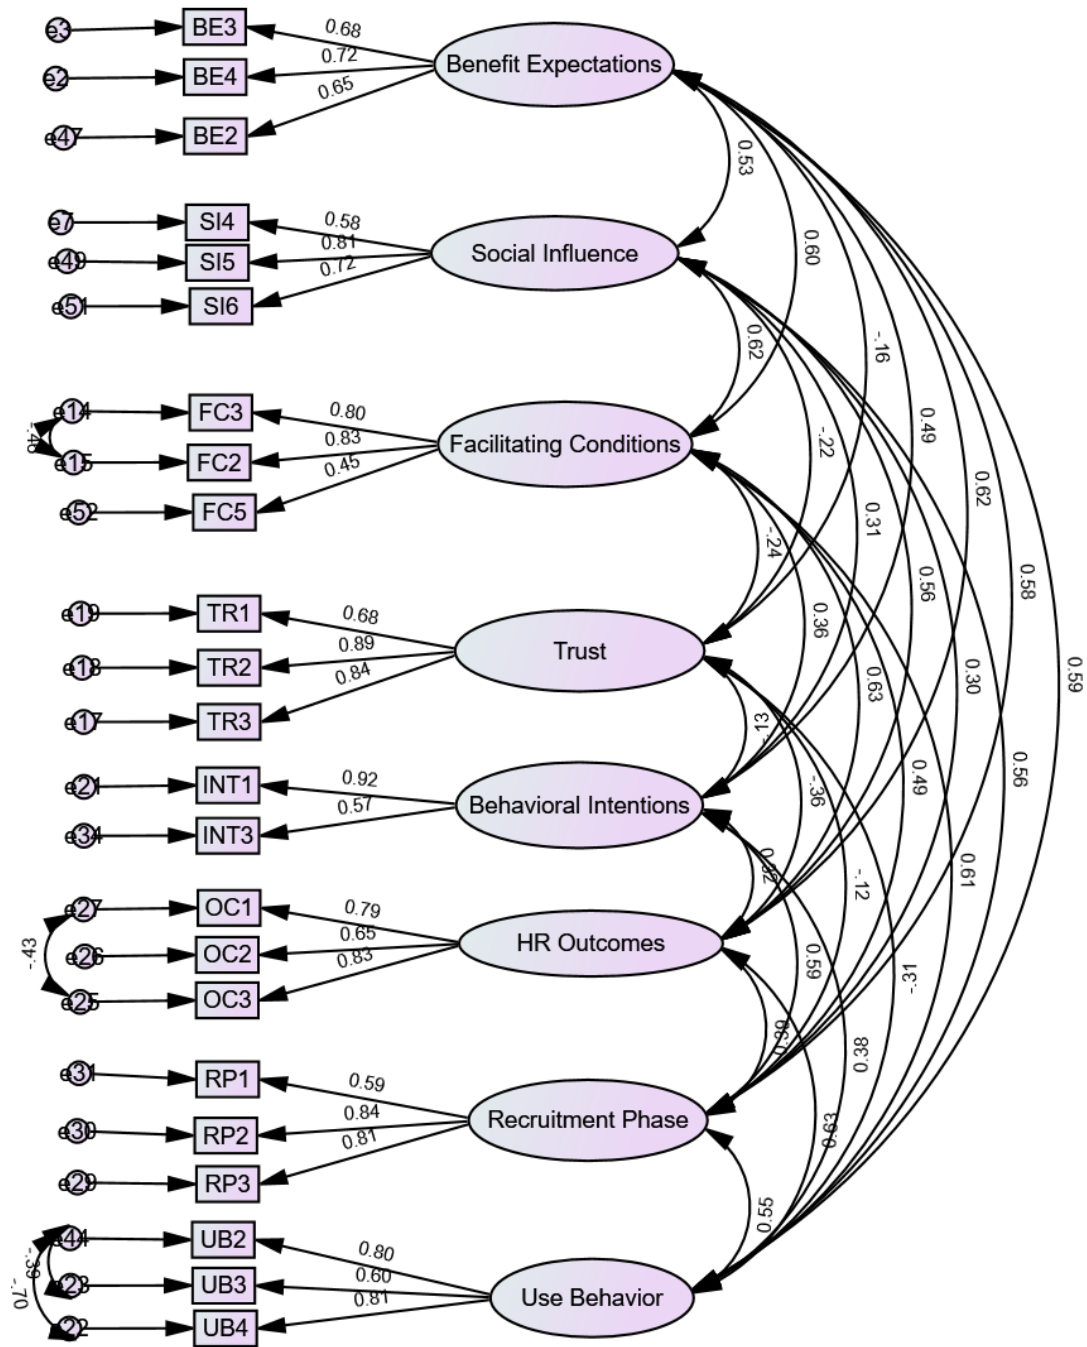 e3
BE3
0.68
Benefit Expectations
e2
BE4
0.72
e47
BE2
0.65
0.53
e7
SI4
0.58
Social Influence
e49
SI5
0.81
e51
SI6
0.72
0.60
0.62
-.16
e14
FC3
0.80
Facilitating Conditions
-.46
e15
FC2
0.83
e52
FC5
0.45
-.22
0.49
0.62
0.31
-.24
0.56
0.58
e19
TR1
0.68
Trust
e18
TR2
0.89
e17
TR3
0.84
0.36
0.63
0.30
0.59
-.13
e21
INT1
0.92
Behavioral Intentions
e34
INT3
0.57
-.36
0.49
0.56
0.32
-.12
0.61
e27
OC1
0.79
HR Outcomes
-.43
e26
OC2
0.65
e25
OC3
0.83
0.59
-.31
0.38
e31
RP1
0.59
Recruitment Phase
e30
RP2
0.84
e29
RP3
0.81
0.63
0.55
e44
UB2
0.80
Use Behavior
-.39
e23
UB3
0.60
-.70
e22
UB4
0.81